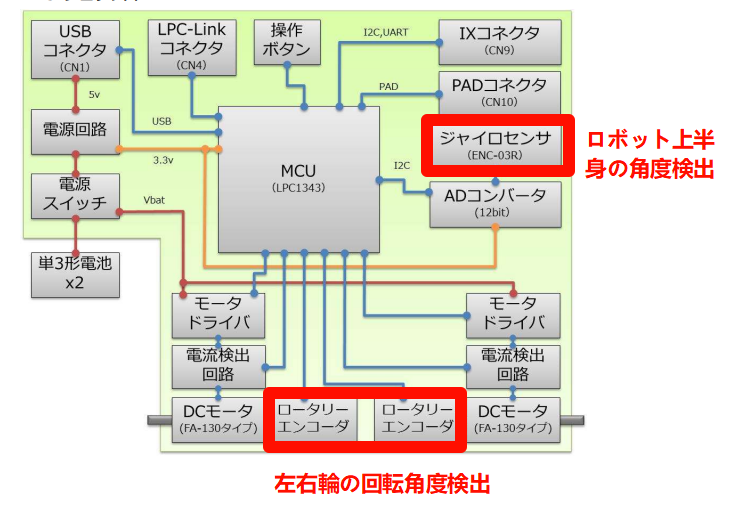 USB
コネクタ
(CN1)
LPC-Link
コネクタ
(CN4)
操作
ボタン
I2C,UART
IXコネクタ
(CN9)
5v
PAD
PADコネクタ
(CN10)
電源回路
USB
ジャイロセンサ
(ENC-03R)
ロボット上半
身の角度検出
3.3v
MCU
(LPC1343)
I2C
電源
スイッチ
Vbat
ADコンバータ
(12bit)
単3形電池
x2
モータ
ドライバ
モータ
ドライバ
電流検出
回路
電流検出
回路
DCモータ
(FA-130タイプ)
ロータリー
エンコーダ
ロータリー
エンコーダ
DCモータ
(FA-130タイプ)
左右輪の回転角度検出